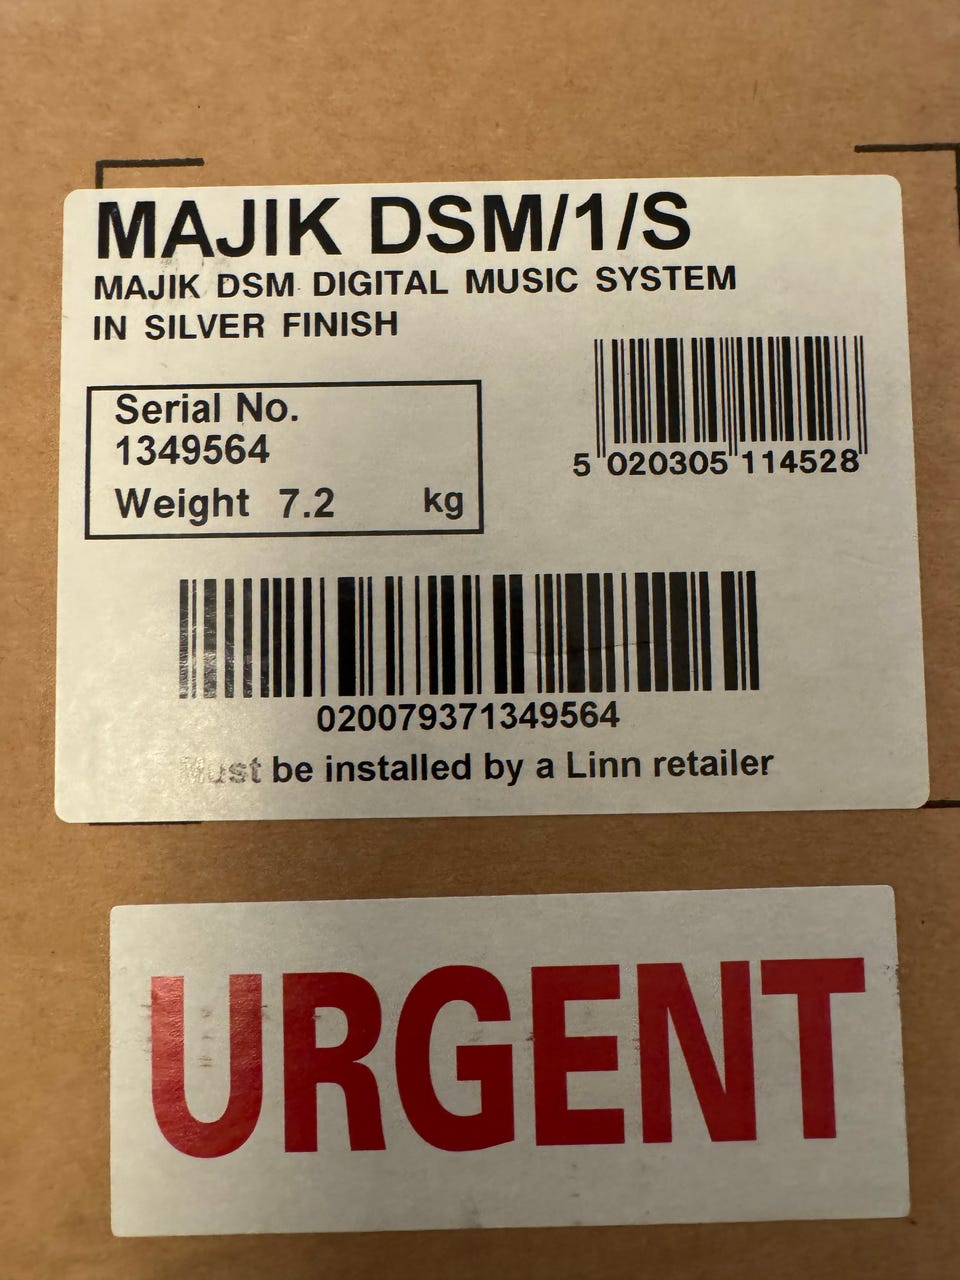 MAJIK DSM/1/S
MAJIK DSM DIGITAL MUSIC SYSTEM
IN SILVER FINISH
Serial No.
1349564
Weight 7.2 kg
5 020305 114528
020079371349564
Must be installed by a Linn retailer
URGENT